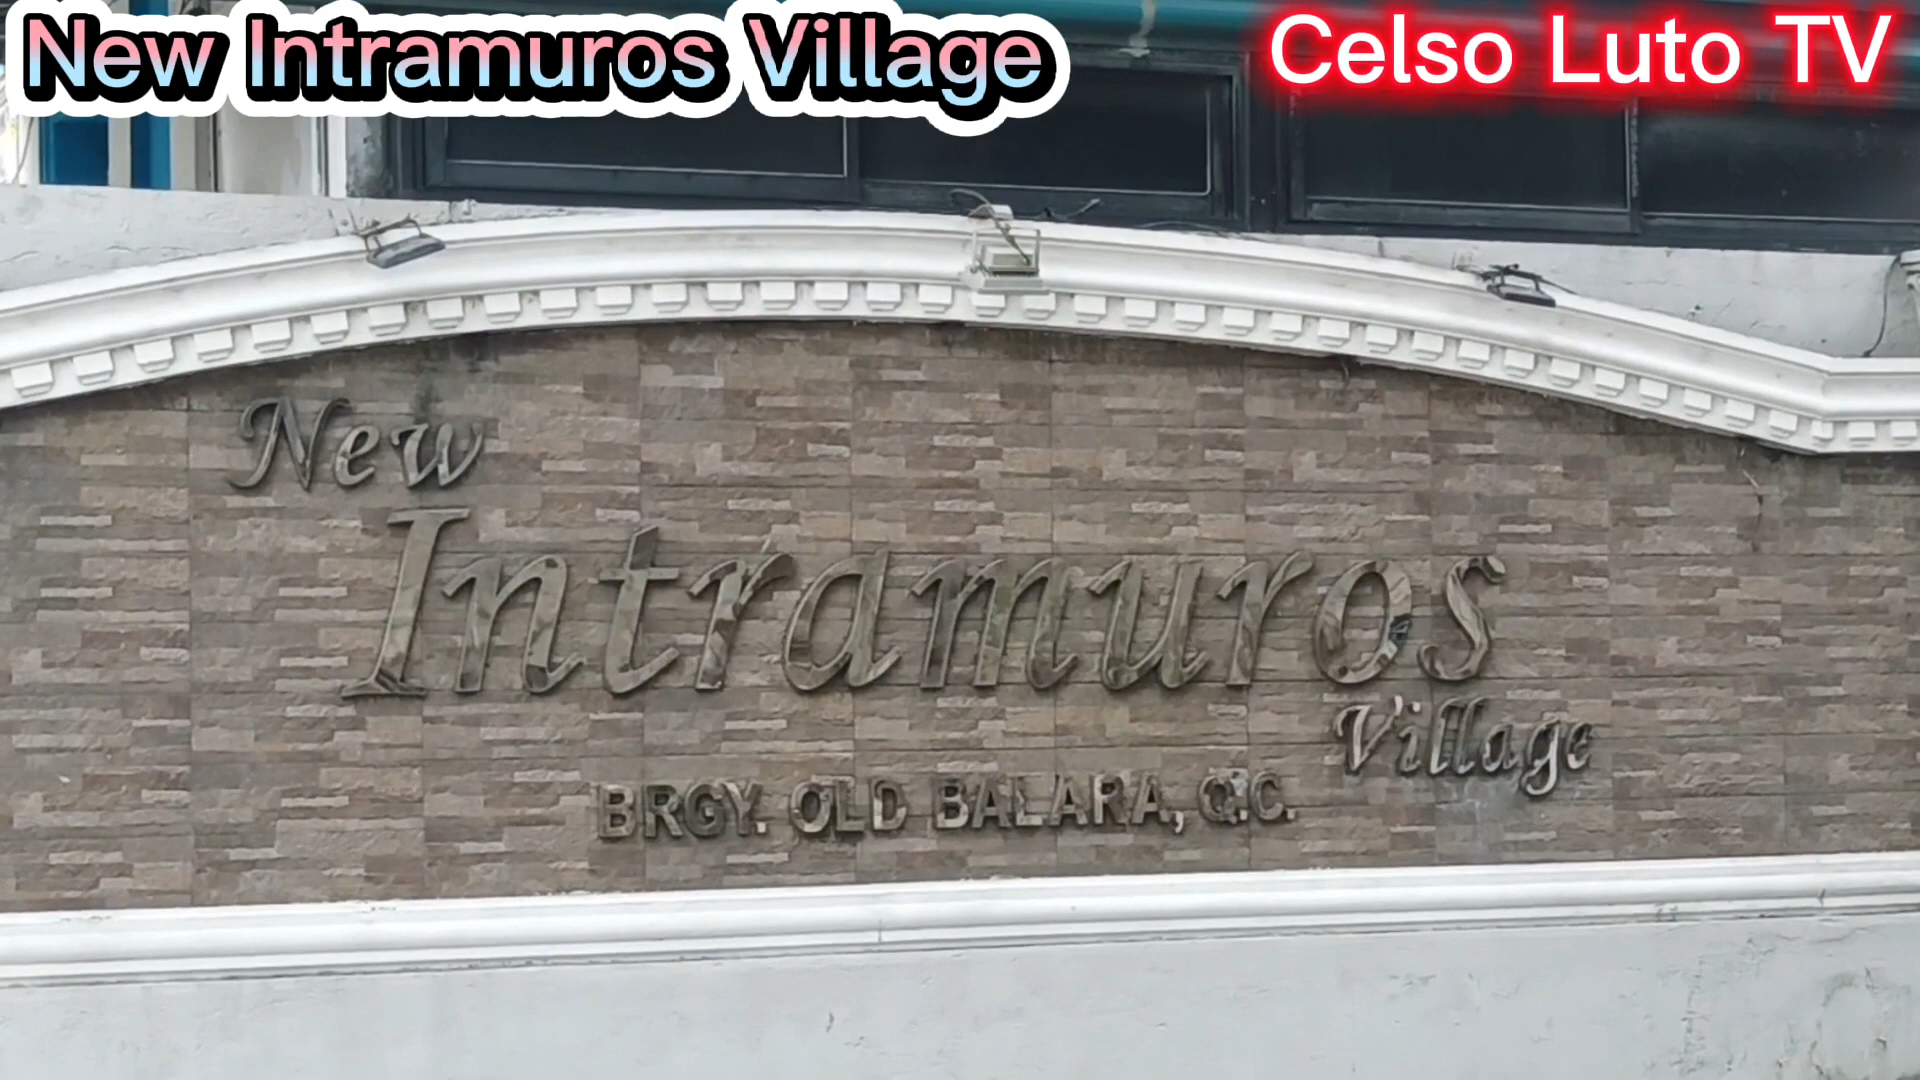 New Intramuros Village
Celso Luto TV
New
Intramuros
Village
BRGY. OLD BALARA, Q.C.